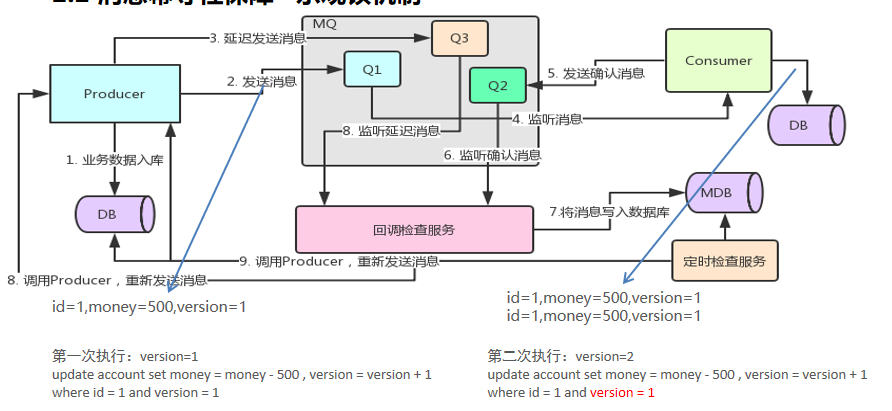 MQ
3. 延迟发送消息
Q3
Q1
Q2
2. 发送消息
5. 发送确认消息
Consumer
Producer
4. 监听消息
DB
8. 监听延迟消息
1. 业务数据入库
6. 监听确认消息
MDB
DB
7.将消息写入数据库
回调检查服务
9. 调用Producer，重新发送消息
定时检查服务
8. 调用Producer，重新发送消息
id=1,money=500,version=1
id=1,money=500,version=1
id=1,money=500,version=1
第一次执行：version=1
update account set money = money - 500 , version = version + 1
where id = 1 and version = 1
第二次执行：version=2
update account set money = money - 500 , version = version + 1
where id = 1 and version = 1